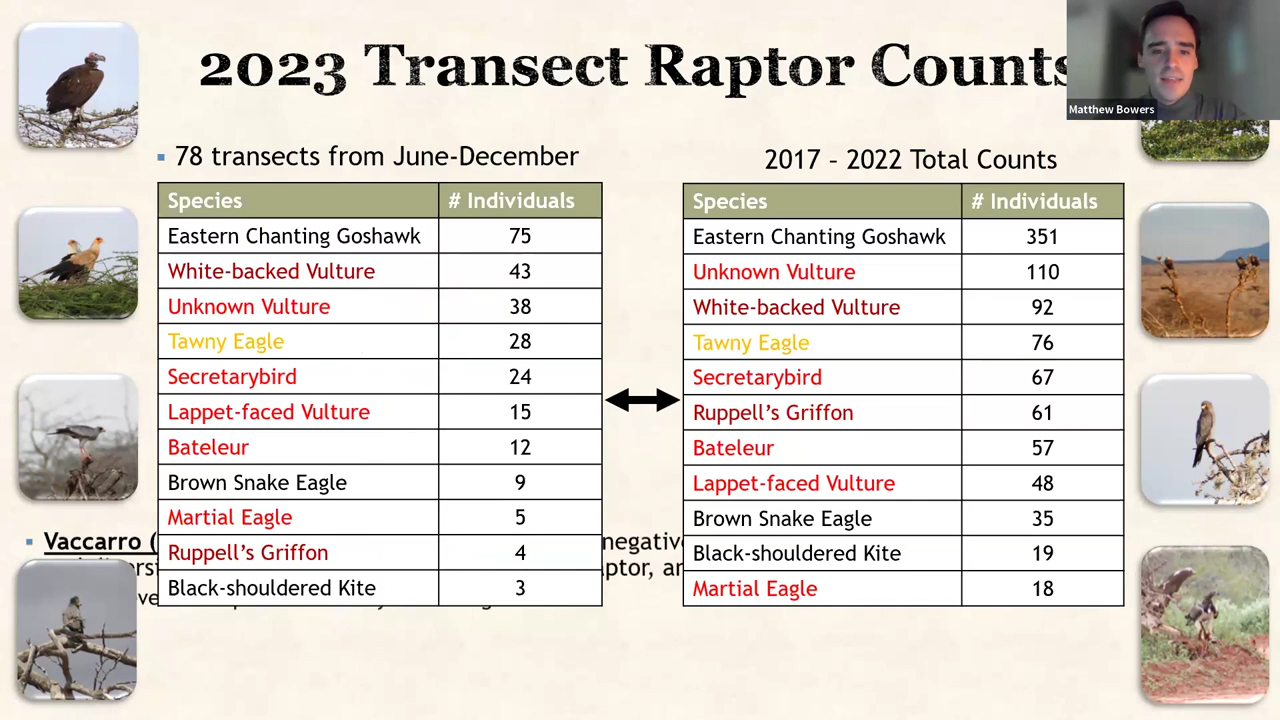 2023 Transect Raptor Counts
Matthew Bowers
▪ 78 transects from June-December
Species # Individuals
Eastern Chanting Goshawk 75
White-backed Vulture 43
Unknown Vulture 38
Tawny Eagle 28
Secretarybird 24
Lappet-faced Vulture 15
Bateleur 12
Brown Snake Eagle 9
Martial Eagle 5
Ruppell’s Griffon 4
Black-shouldered Kite 3
2017 - 2022 Total Counts
Species # Individuals
Eastern Chanting Goshawk 351
Unknown Vulture 110
White-backed Vulture 92
Tawny Eagle 76
Secretarybird 67
Ruppell’s Griffon 61
Bateleur 57
Lappet-faced Vulture 48
Brown Snake Eagle 35
Black-shouldered Kite 19
Martial Eagle 18
▪ Vaccarro (